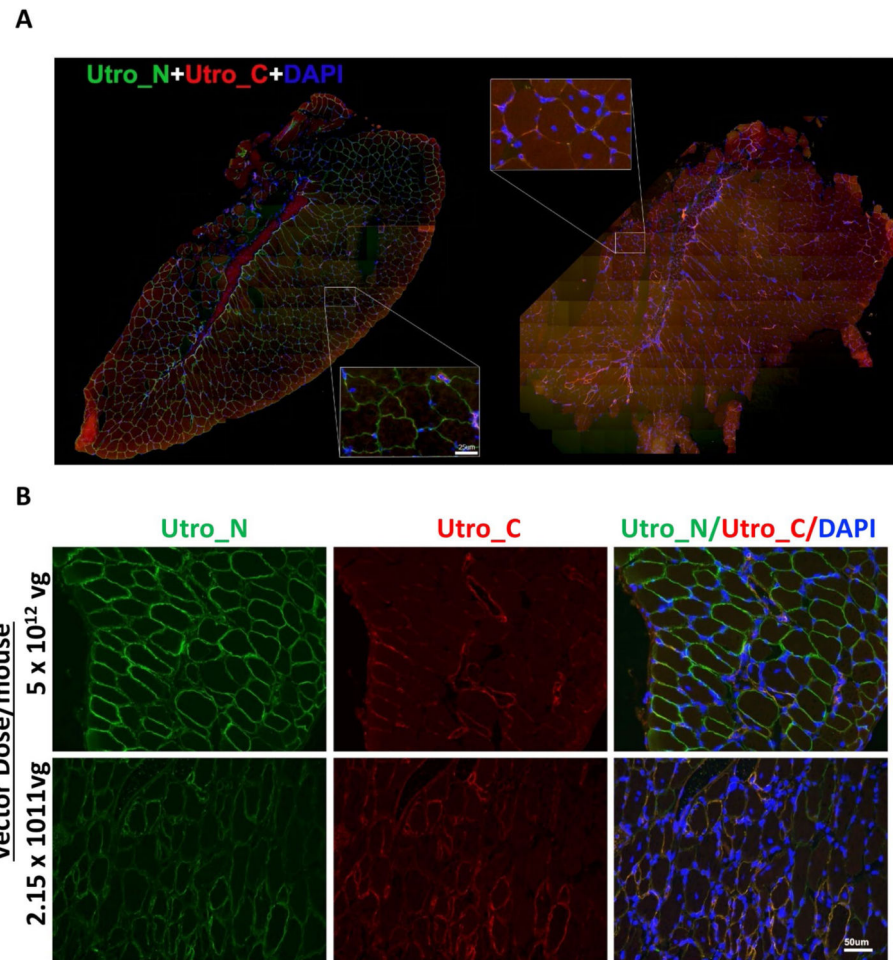 A
Utro_N+Utro_C+DAPI
25um
B
Utro_N Utro_C Utro_N/Utro_C/DAPI
Vector Dose/mouse
5 x 10¹² vg
2.15 x 1011vg
50um